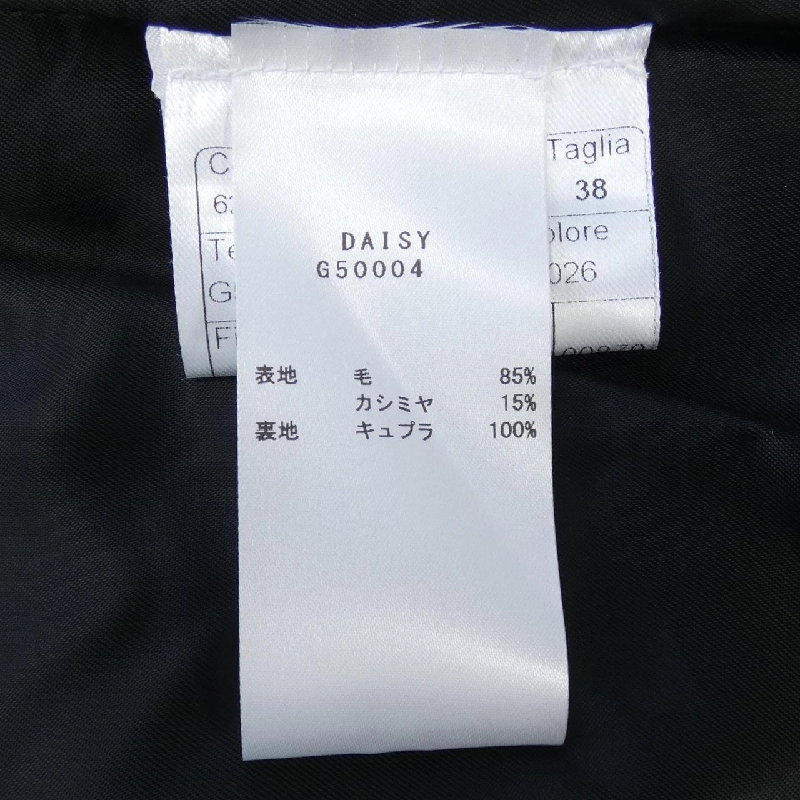 Taglia
38
026
DAISY
G50004
表地 毛 85%
カシミヤ 15%
裏地 キュプラ 100%